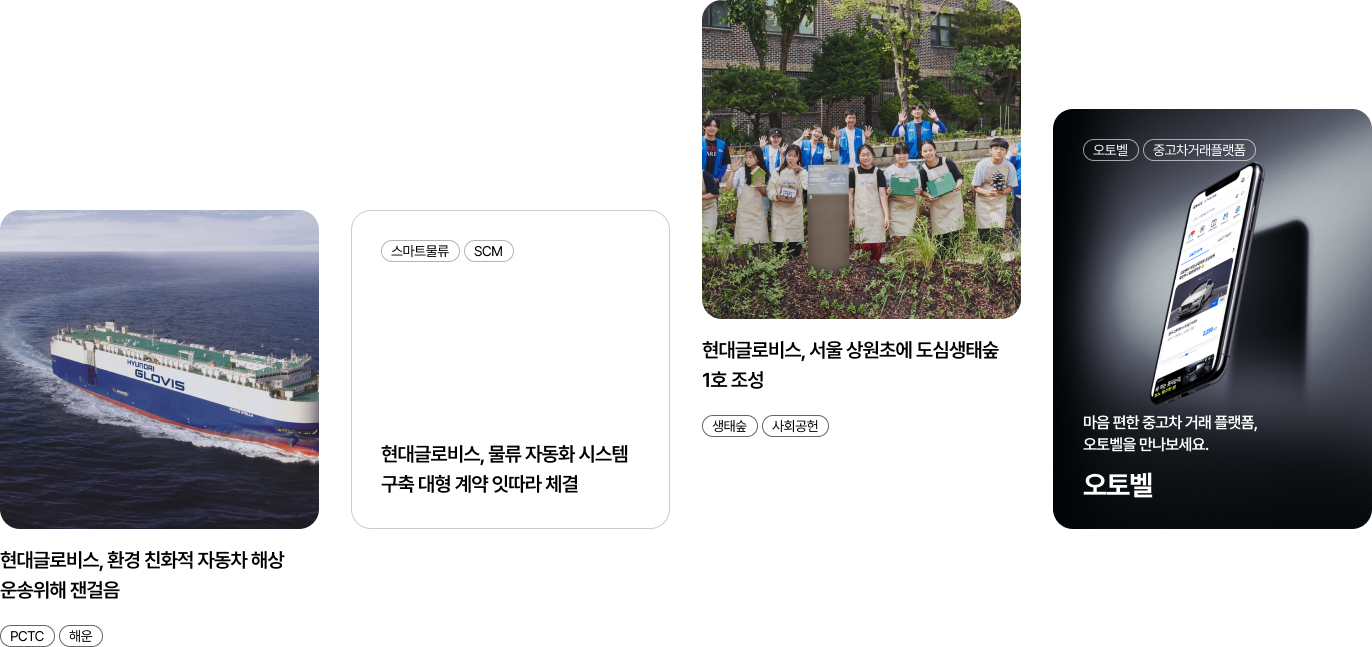 HYUNDAI
GLOVIS
현대글로비스, 환경 친화적 자동차 해상
운송위해 잰걸음
PCTC
해운
스마트물류
SCM
현대글로비스, 물류 자동화 시스템
구축 대형 계약 잇따라 체결
현대글로비스, 서울 상원초에 도심생태숲
1호 조성
생태숲
사회공헌
오토벨
중고차거래플랫폼
마음 편한 중고차 거래 플랫폼,
오토벨을 만나보세요.
오토벨